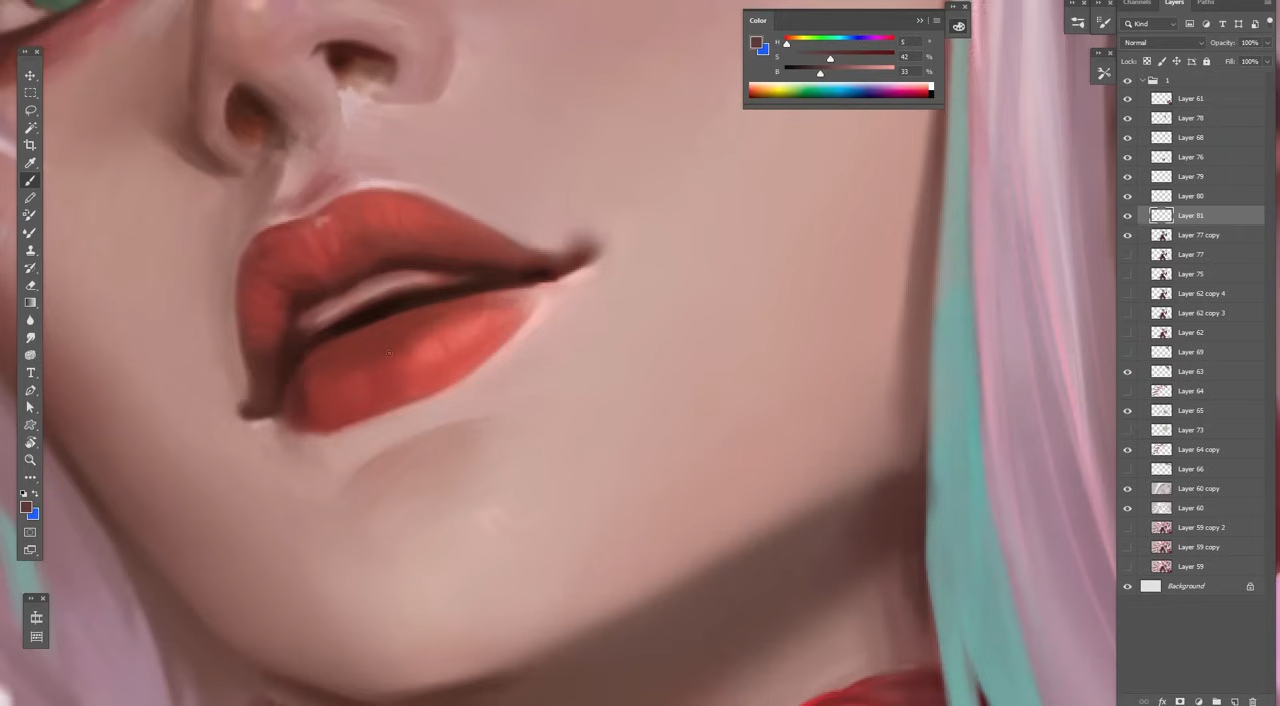 Channels Layers Paths
Color
Kind
H 5 °
S 42 %
B 33 %
Normal Opacity: 100%
Locks: Fill: 100%
1
Layer 61
Layer 78
Layer 68
Layer 76
Layer 79
Layer 80
Layer 81
Layer 77 copy
Layer 77
Layer 75
Layer 62 copy 4
Layer 62 copy 3
Layer 62
Layer 69
Layer 63
Layer 64
Layer 65
Layer 73
Layer 64 copy
Layer 66
Layer 60 copy
Layer 60
Layer 59 copy 2
Layer 59 copy
Layer 59
Background
fx